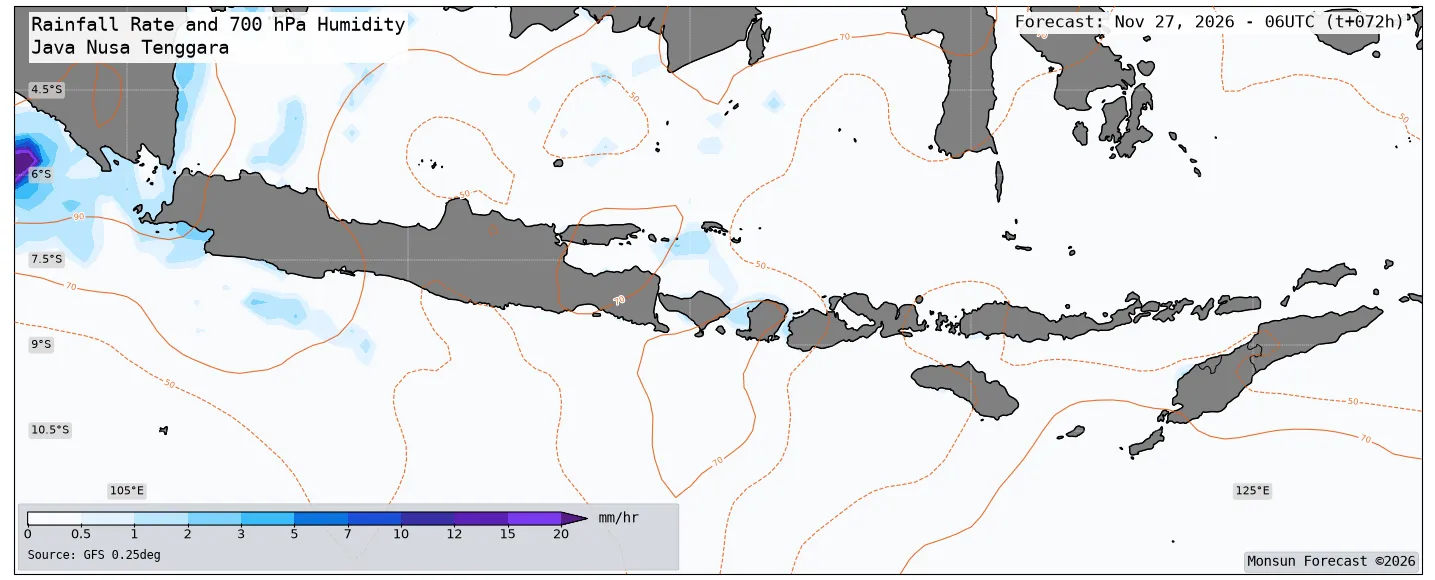 Rainfall Rate and 700 hPa Humidity
Java Nusa Tenggara
Forecast: Nov 27, 2026 - 06UTC (t+072h)
70
70
50
50
4.5°S
6°S
50
90
7.5°S
50
70
70
9°S
50
50
70
10.5°S
70
105°E
125°E
0 0.5 1 2 3 5 7 10 12 15 20
mm/hr
Source: GFS 0.25deg
Monsun Forecast ©2026